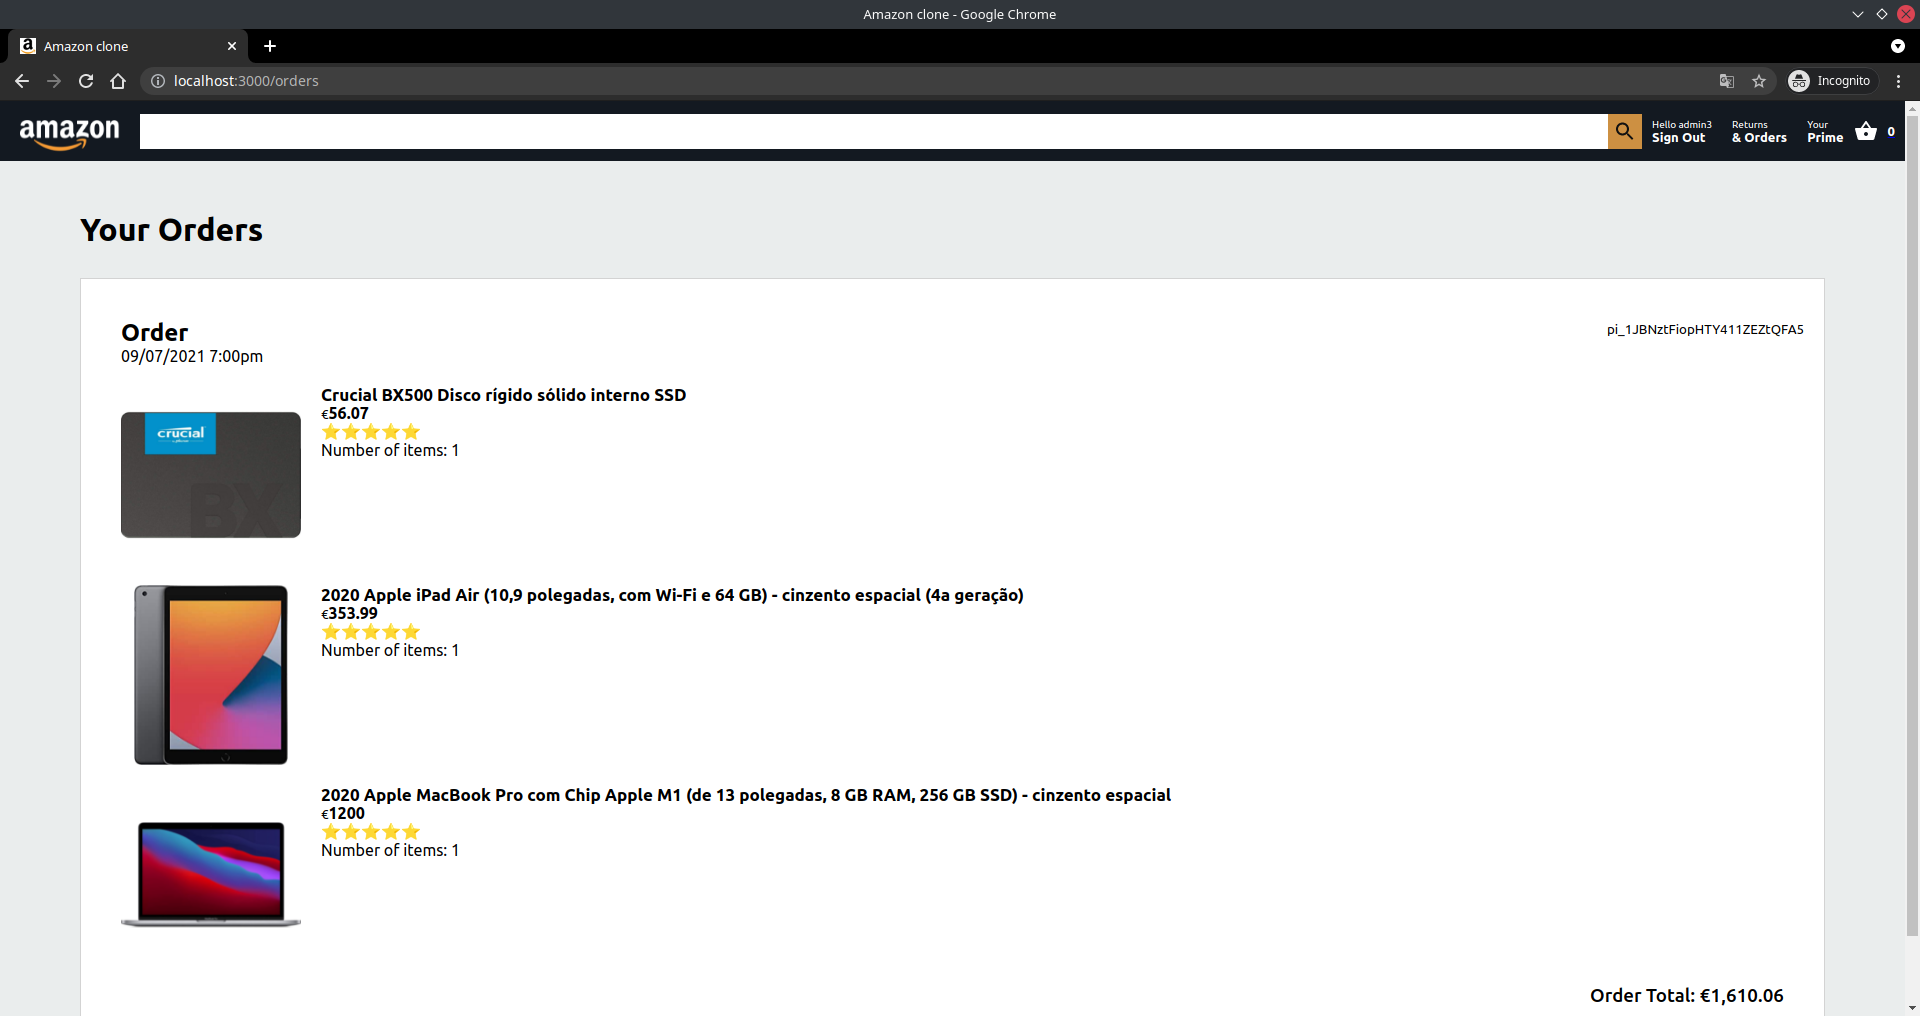 Amazon clone - Google Chrome
Amazon clone
localhost:3000/orders
Incognito
amazon
Hello admin3
Sign Out
Returns
& Orders
Your
Prime
0
Your Orders
Order
pi_1JBNztFiopHTY411ZEZtQFA5
09/07/2021 7:00pm
Crucial BX500 Disco rígido sólido interno SSD
€56.07
Number of items: 1
crucial
BX
2020 Apple iPad Air (10,9 polegadas, com Wi-Fi e 64 GB) - cinzento espacial (4a geração)
€353.99
Number of items: 1
2020 Apple MacBook Pro com Chip Apple M1 (de 13 polegadas, 8 GB RAM, 256 GB SSD) - cinzento espacial
€1200
Number of items: 1
Order Total: €1,610.06